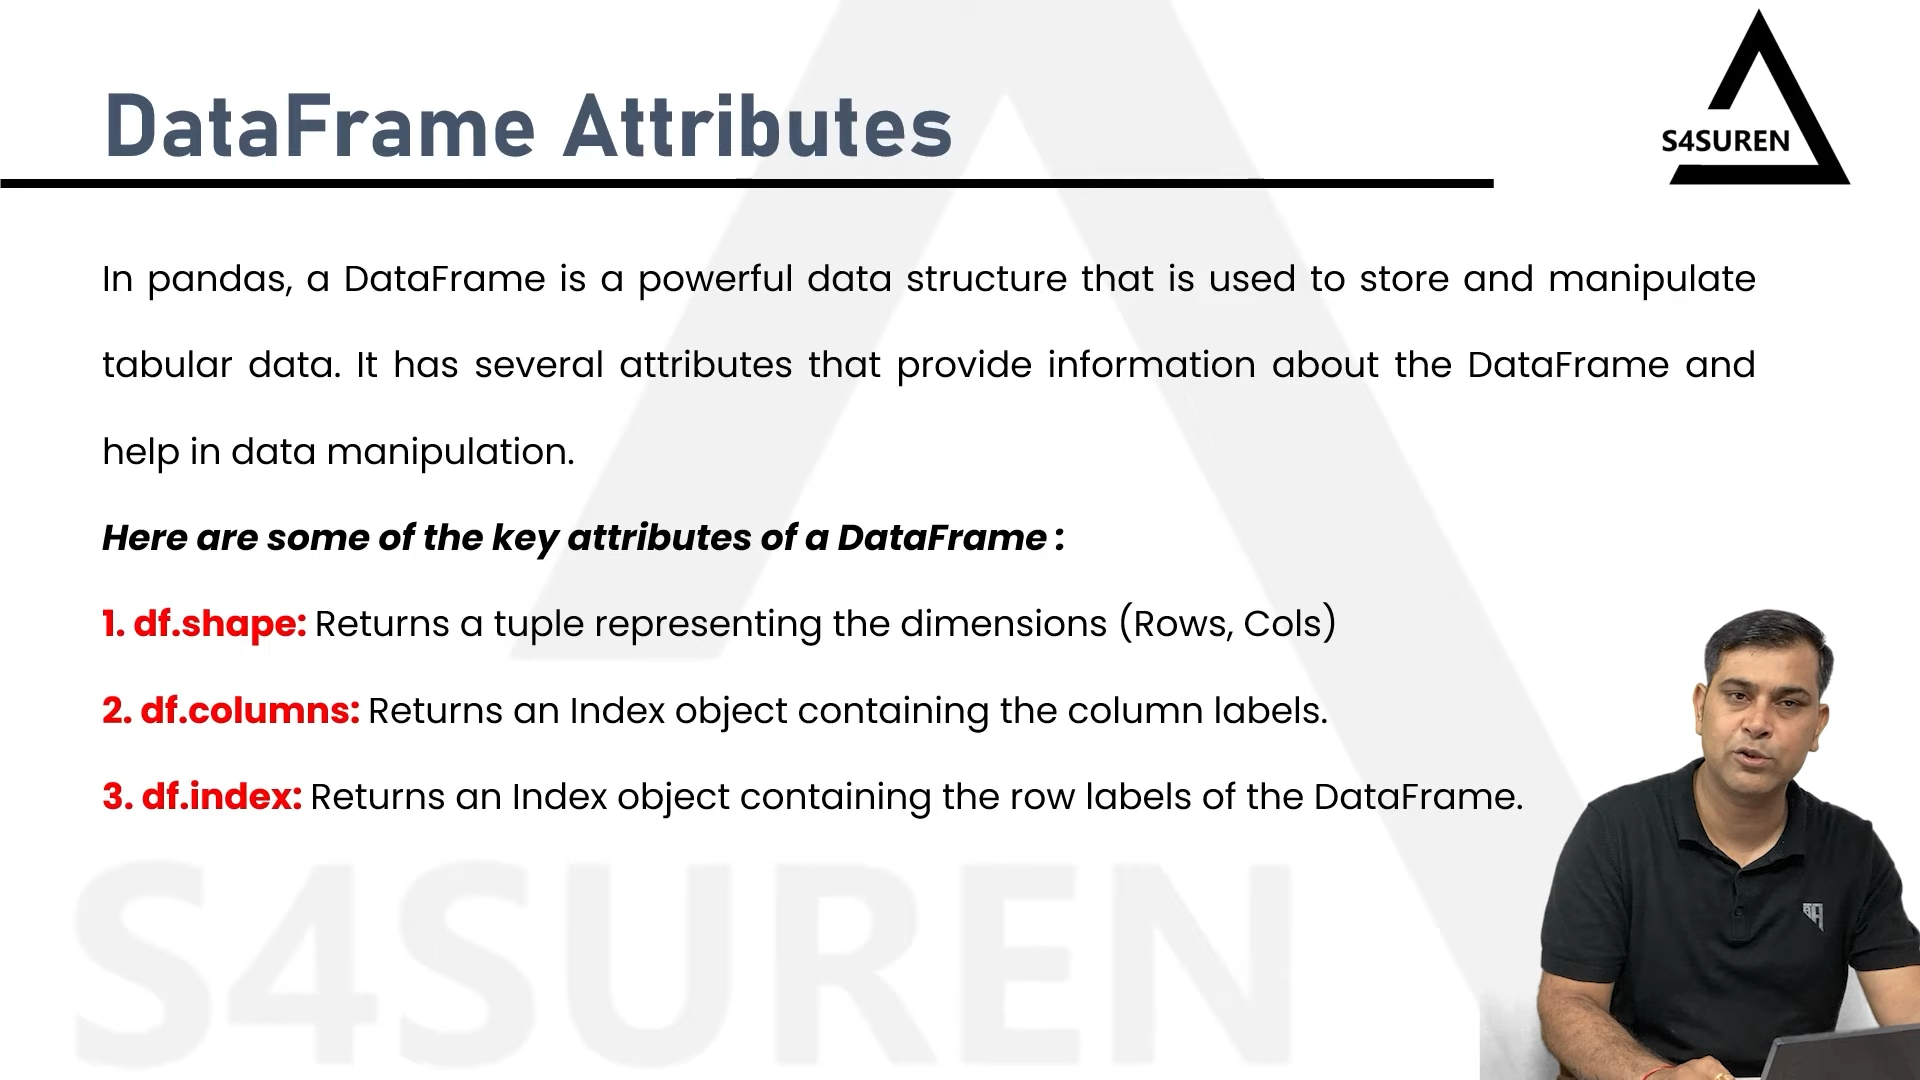 DataFrame Attributes
S4SUREN
In pandas, a DataFrame is a powerful data structure that is used to store and manipulate
tabular data. It has several attributes that provide information about the DataFrame and
help in data manipulation.
Here are some of the key attributes of a DataFrame :
1. df.shape: Returns a tuple representing the dimensions (Rows, Cols)
2. df.columns: Returns an Index object containing the column labels.
3. df.index: Returns an Index object containing the row labels of the DataFrame.
S4SUREN